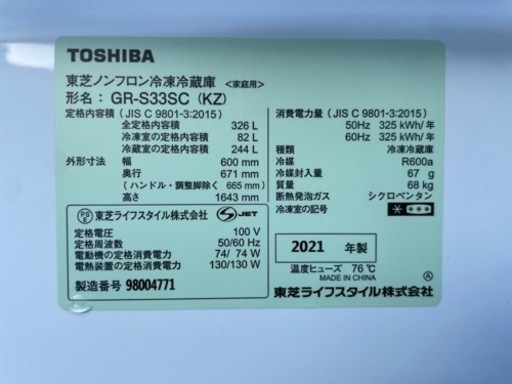 TOSHIBA
東芝ノンフロン冷凍冷蔵庫 <家庭用>
形名: GR-S33SC (KZ)
定格内容積 (JIS C 9801-3:2015)
全定格内容積 326 L
冷凍室の定格内容積 82 L
冷蔵室の定格内容積 244 L
外形寸法 幅 600 mm
奥行 671 mm
(ハンドル・調整脚除く 665 mm)
高さ 1643 mm
消費電力量 (JIS C 9801-3:2015)
50Hz 325 kWh/年
60Hz 325 kWh/年
種類 冷凍冷蔵庫
冷媒 R600a
冷媒封入量 67 g
質量 68 kg
断熱発泡ガス シクロペンタン
冷凍室の記号
PS E 東芝ライフスタイル株式会社 JET
定格電圧 100 V
定格周波数 50/60 Hz
電動機の定格消費電力 74/ 74 W
電熱装置の定格消費電力 130/130 W
製造番号 98004771
2021 年製
温度ヒューズ 76℃
MADE IN CHINA
Ⓐ
東芝ライフスタイル株式会社